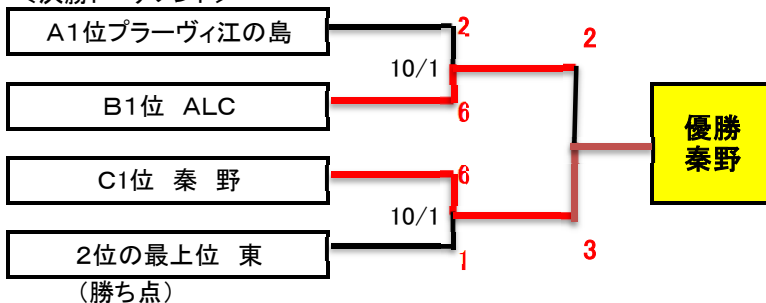 A1位プラーヴィ江の島
2
10/1
2
B1位 ALC
6
優勝
秦野
C1位 秦 野
6
10/1
3
2位の最上位 東
1
(勝ち点)